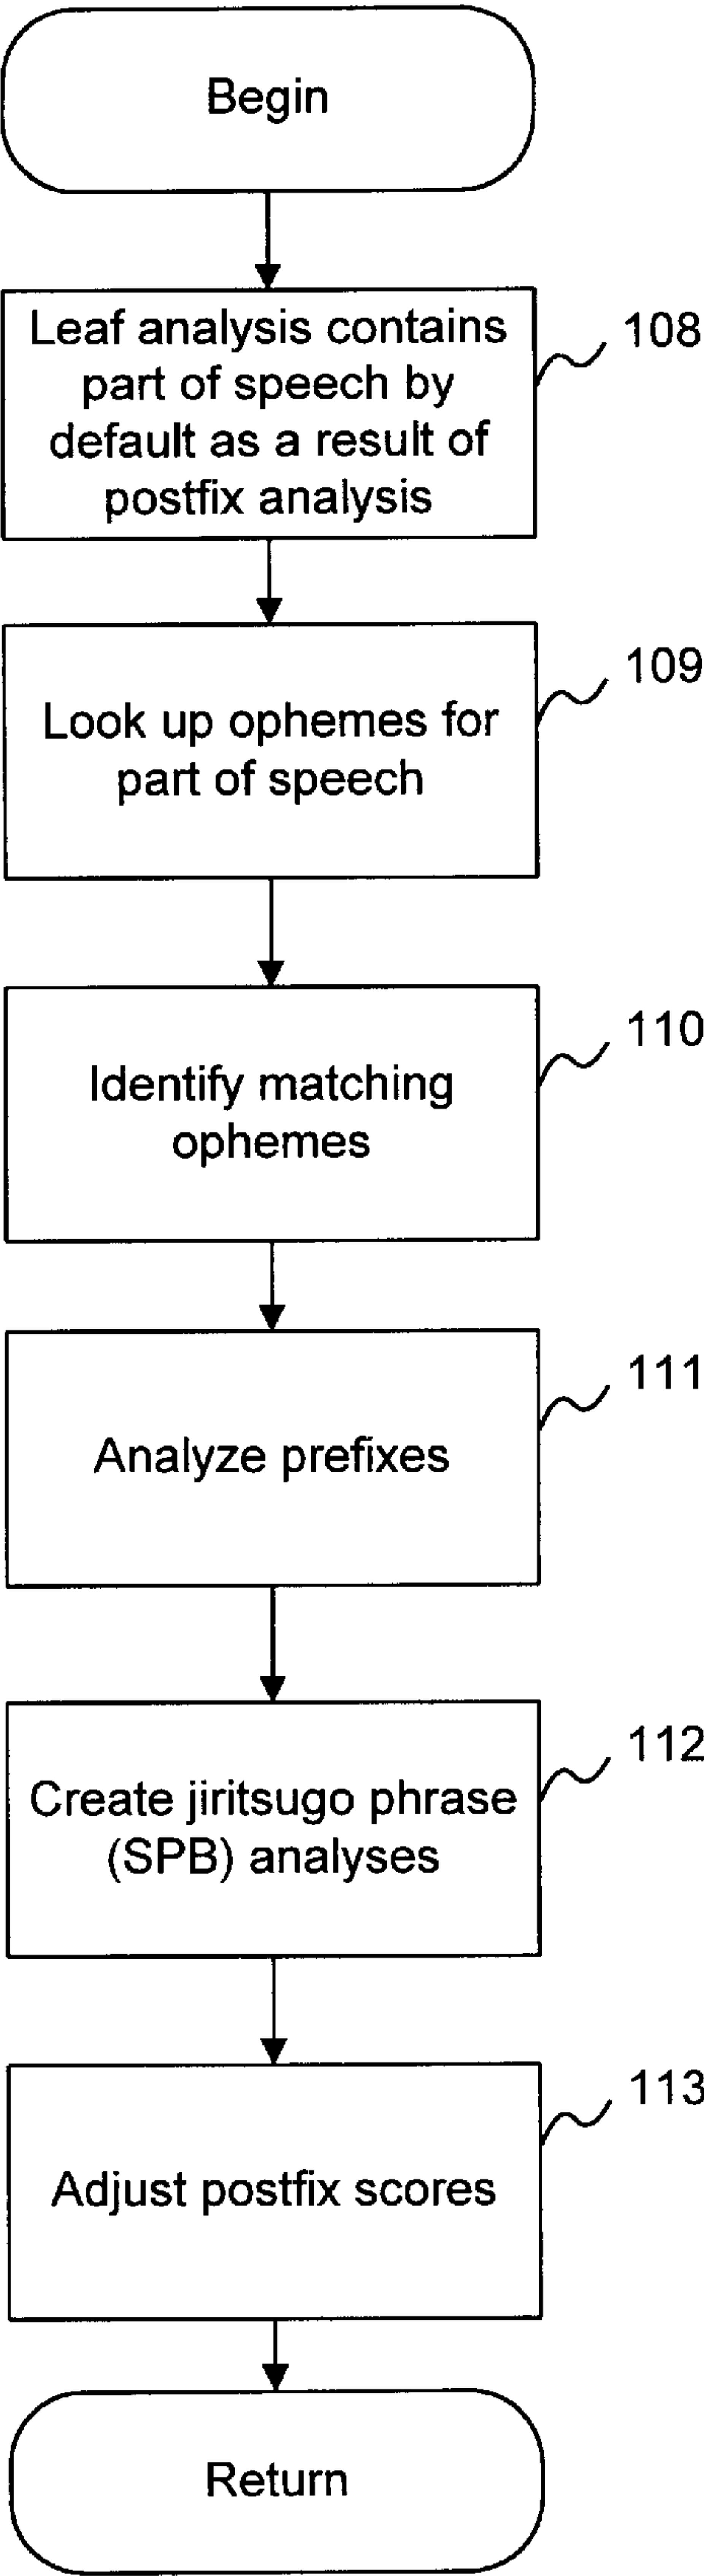 Begin
Leaf analysis contains
part of speech by
default as a result of
postfix analysis
108
Look up ophemes for
part of speech
109
Identify matching
ophemes
110
Analyze prefixes
111
Create jiritsugo phrase
(SPB) analyses
112
Adjust postfix scores
113
Return